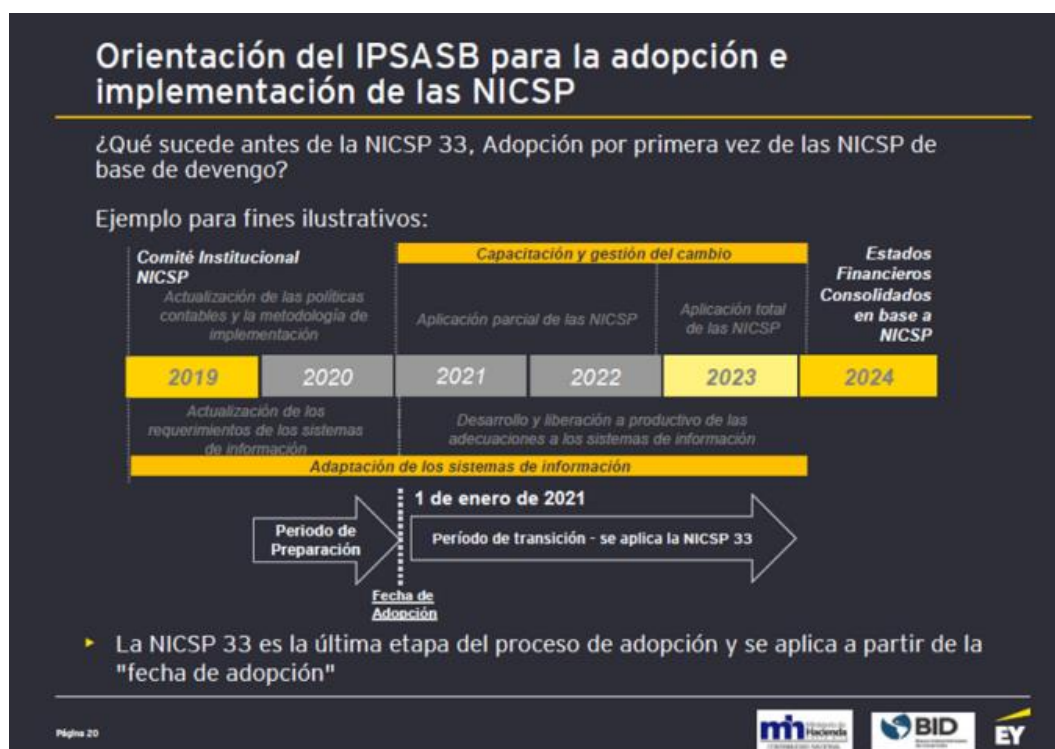 Orientación del IPSASB para la adopción e
implementación de las NICSP
¿Qué sucede antes de la NICSP 33, Adopción por primera vez de las NICSP de
base de devengo?
Ejemplo para fines ilustrativos:
Comité Institucional
NICSP
Actualización de las políticas
contables y la metodología de
implementación
Capacitación y gestión del cambio
Aplicación parcial de las NICSP
Aplicación total
de las NICSP
Estados
Financieros
Consolidados
en base a
NICSP
2019
2020
2021
2022
2023
2024
Actualización de los
requerimientos de los sistemas
de información
Desarrollo y liberación a productivo de las
adecuaciones a los sistemas de información
Adaptación de los sistemas de información
1 de enero de 2021
Periodo de
Preparación
Período de transición - se aplica la NICSP 33
Fecha de
Adopción
La NICSP 33 es la última etapa del proceso de adopción y se aplica a partir de la
"fecha de adopción"
Página 20
mh
Ministerio de
Hacienda
CONTABILIDAD NACIONAL
BID
EY